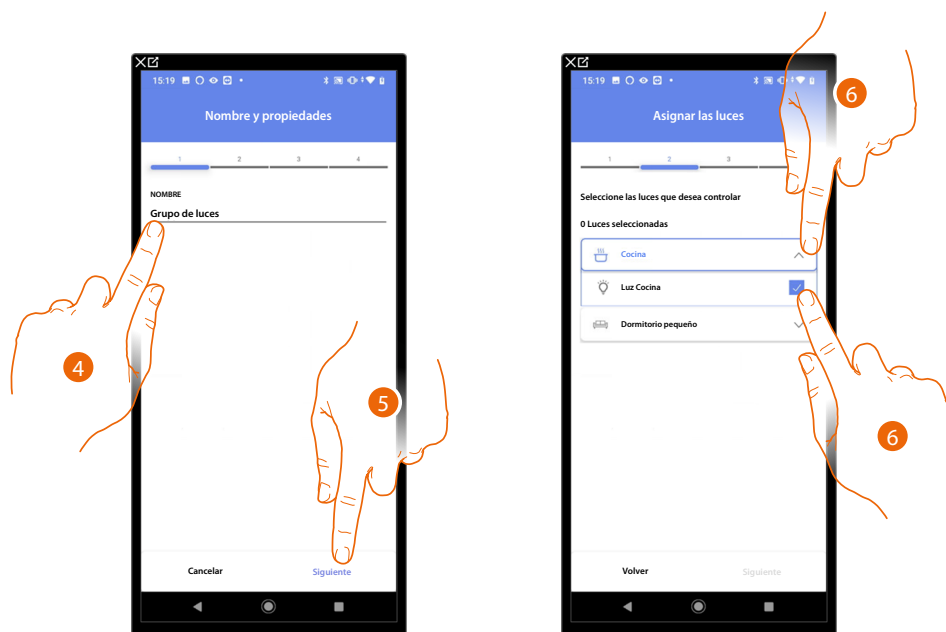 15:19
Nombre y propiedades
1 2 3 4
NOMBRE
Grupo de luces
4
5
Cancelar Siguiente
15:19
6
Asignar las luces
1 2 3
Seleccione las luces que desea controlar
0 Luces seleccionadas
Cocina
Luz Cocina
Dormitorio pequeño
6
Volver Siguiente